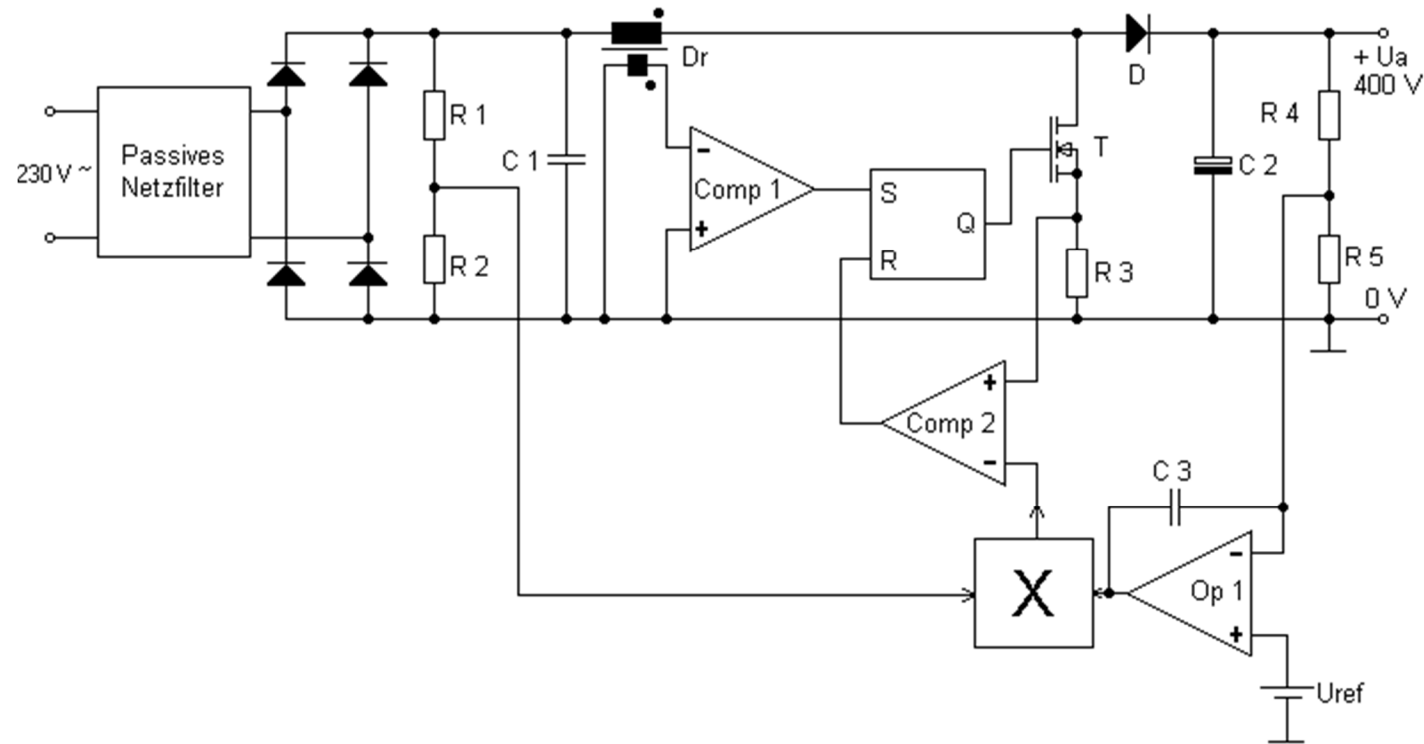 Dr
+ Ua
400 V
D
R 1
R 4
Passives
Netzfilter
230 V ~
C 1
-
Comp 1
+
S
Q
R
T
C 2
R 2
R 3
R 5
0 V
+
Comp 2
-
C 3
X
-
Op 1
+
Uref